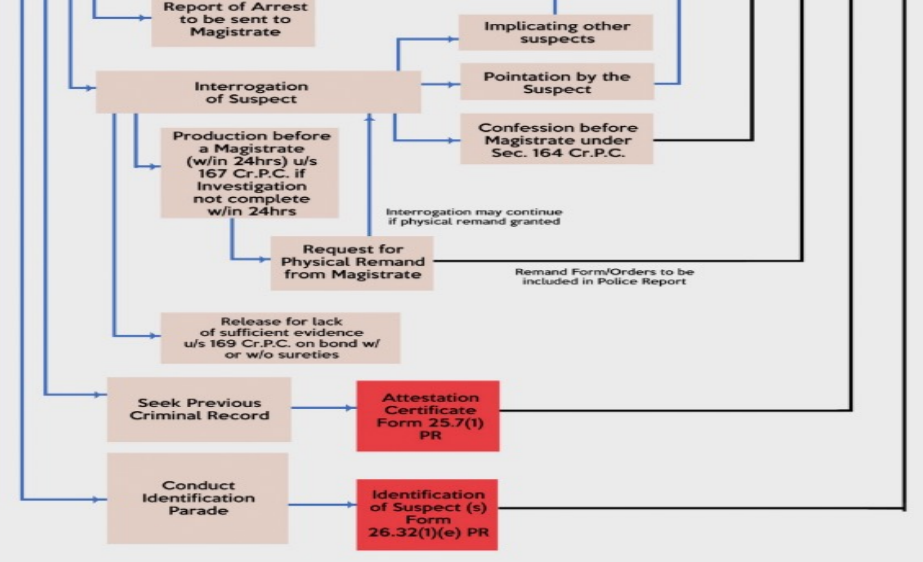 Report of Arrest
to be sent to
Magistrate
Implicating other
suspects
Interrogation
of Suspect
Pointation by the
Suspect
Confession before
Magistrate under
Sec. 164 Cr.P.C.
Production before
a Magistrate
(w/in 24hrs) u/s
167 Cr.P.C. if
Investigation
not complete
w/in 24hrs
Interrogation may continue
if physical remand granted
Request for
Physical Remand
from Magistrate
Remand Form/Orders to be
included in Police Report
Release for lack
of sufficient evidence
u/s 169 Cr.P.C. on bond w/
or w/o sureties
Seek Previous
Criminal Record
Attestation
Certificate
Form 25.7(1)
PR
Conduct
Identification
Parade
Identification
of Suspect (s)
Form
26.32(1)(e) PR